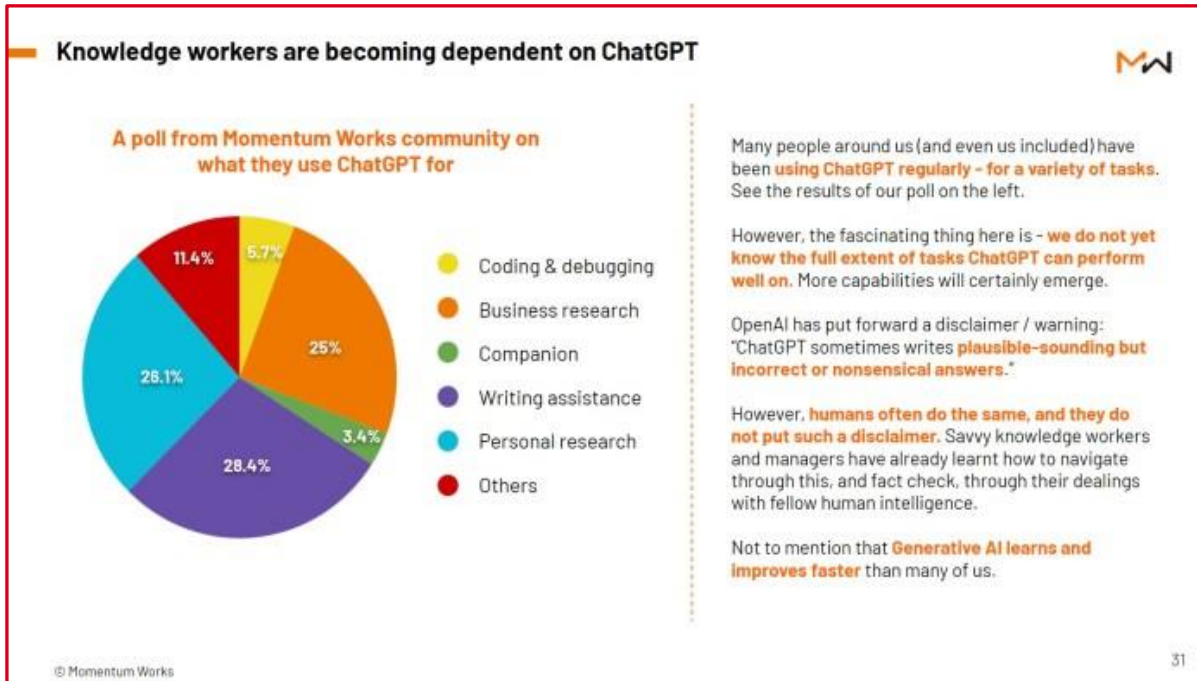 Knowledge workers are becoming dependent on ChatGPT
MW
A poll from Momentum Works community on
what they use ChatGPT for
11.4%
5.7%
25%
3.4%
28.4%
26.1%
Coding & debugging
Business research
Companion
Writing assistance
Personal research
Others
Many people around us (and even us included) have
been using ChatGPT regularly - for a variety of tasks.
See the results of our poll on the left.
However, the fascinating thing here is - we do not yet
know the full extent of tasks ChatGPT can perform
well on. More capabilities will certainly emerge.
OpenAI has put forward a disclaimer / warning:
"ChatGPT sometimes writes plausible-sounding but
incorrect or nonsensical answers."
However, humans often do the same, and they do
not put such a disclaimer. Savvy knowledge workers
and managers have already learnt how to navigate
through this, and fact check, through their dealings
with fellow human intelligence.
Not to mention that Generative AI learns and
improves faster than many of us.
© Momentum Works
31